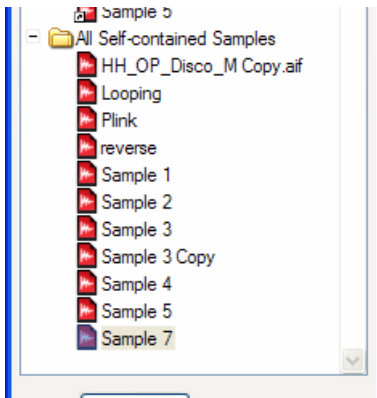 Sample 5
All Self-contained Samples
HH_OP_Disco_M Copy.aif
Looping
Plink
reverse
Sample 1
Sample 2
Sample 3
Sample 3 Copy
Sample 4
Sample 5
Sample 7